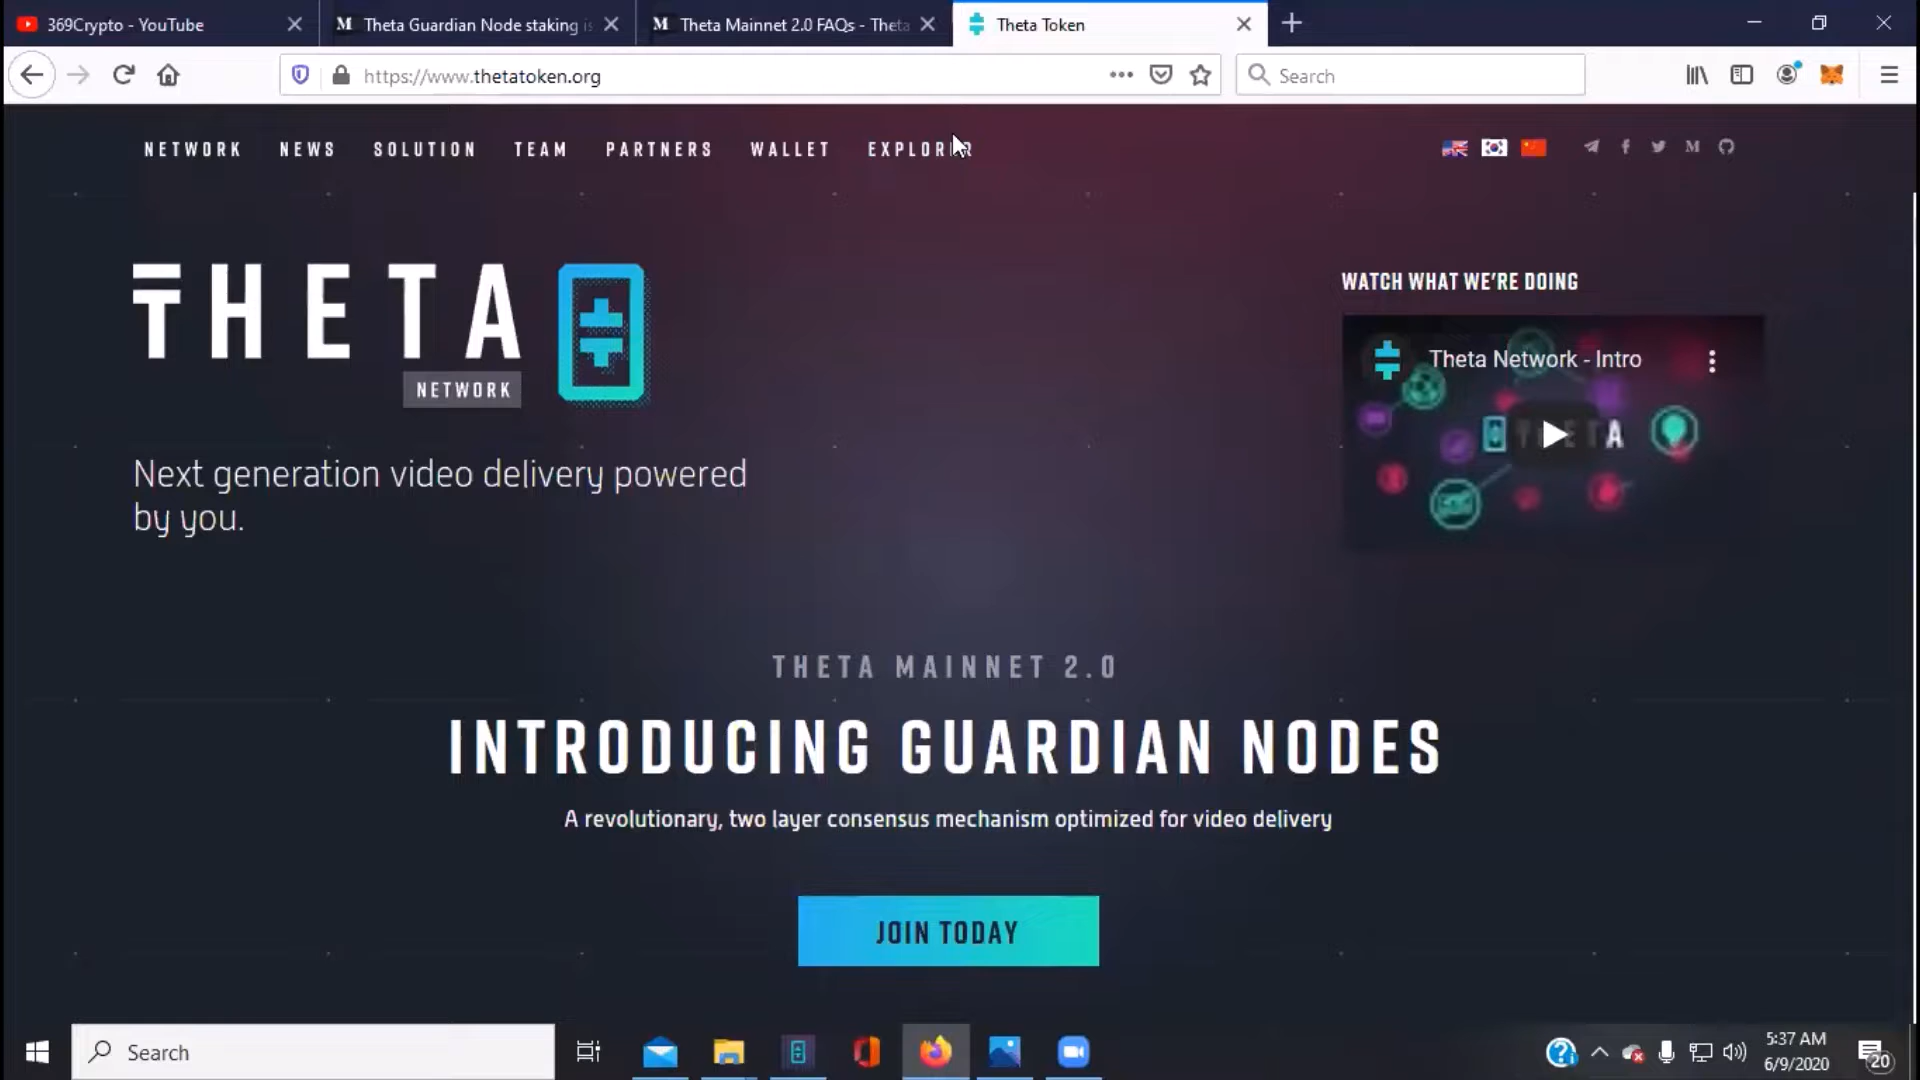 369Crypto - YouTube
Theta Guardian Node staking is
Theta Mainnet 2.0 FAQs - Theta
Theta Token
https://www.thetatoken.org
Search
NETWORK
NEWS
SOLUTION
TEAM
PARTNERS
WALLET
EXPLORER
THETA
NETWORK
Next generation video delivery powered
by you.
WATCH WHAT WE'RE DOING
Theta Network - Intro
THETA MAINNET 2.0
INTRODUCING GUARDIAN NODES
A revolutionary, two layer consensus mechanism optimized for video delivery
JOIN TODAY
Search
5:37 AM
6/9/2020
20